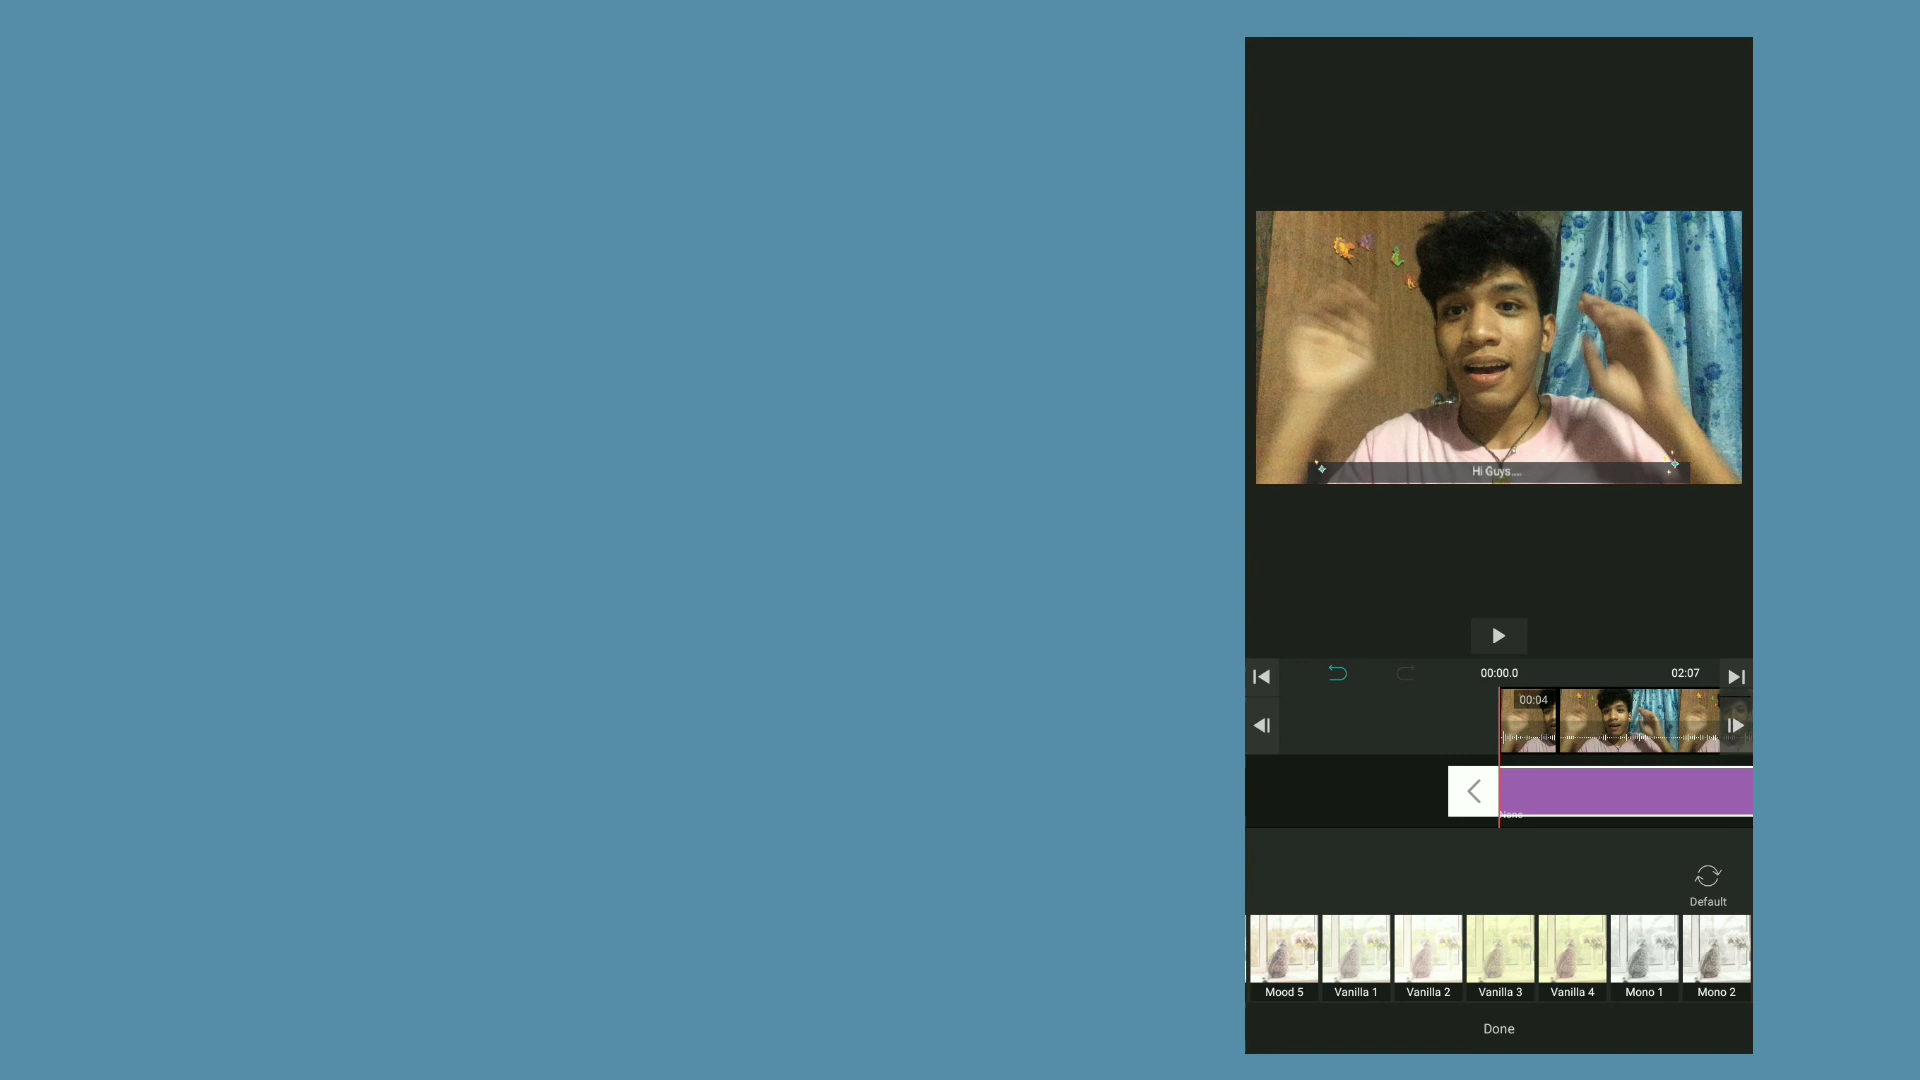 Hi Guys....
00:00.0
02:07
00:04
None
Default
Mood 5
Vanilla 1
Vanilla 2
Vanilla 3
Vanilla 4
Mono 1
Mono 2
Done